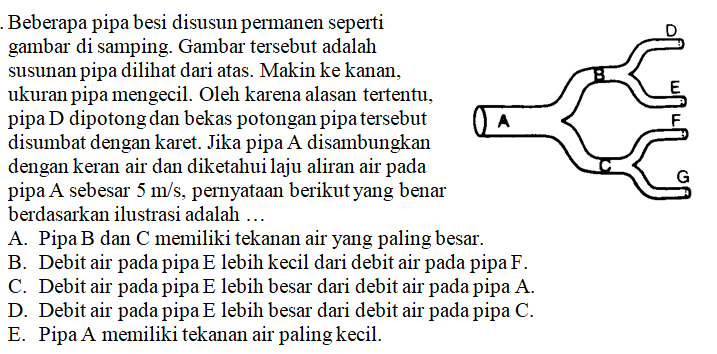 . Beberapa pipa besi disusun permanen seperti
gambar di samping. Gambar tersebut adalah
susunan pipa dilihat dari atas. Makin ke kanan,
ukuran pipa mengecil. Oleh karena alasan tertentu,
pipa D dipotong dan bekas potongan pipa tersebut
disumbat dengan karet. Jika pipa A disambungkan
dengan keran air dan diketahui laju aliran air pada
pipa A sebesar 5 m/s, pernyataan berikut yang benar
berdasarkan ilustrasi adalah …
A. Pipa B dan C memiliki tekanan air yang paling besar.
B. Debit air pada pipa E lebih kecil dari debit air pada pipa F.
C. Debit air pada pipa E lebih besar dari debit air pada pipa A.
D. Debit air pada pipa E lebih besar dari debit air pada pipa C.
E. Pipa A memiliki tekanan air paling kecil.
D
B
E
A
F
C
G